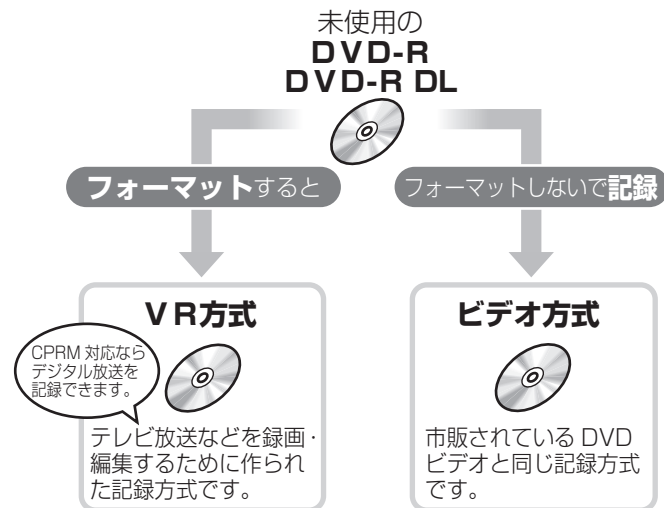 未使用の
DVD-R
DVD-R DL
フォーマットすると
フォーマットしないで記録
VR方式
CPRM 対応なら
デジタル放送を
記録できます。
テレビ放送などを録画・
編集するために作られ
た記録方式です。
ビデオ方式
市販されている DVD
ビデオと同じ記録方式
です。